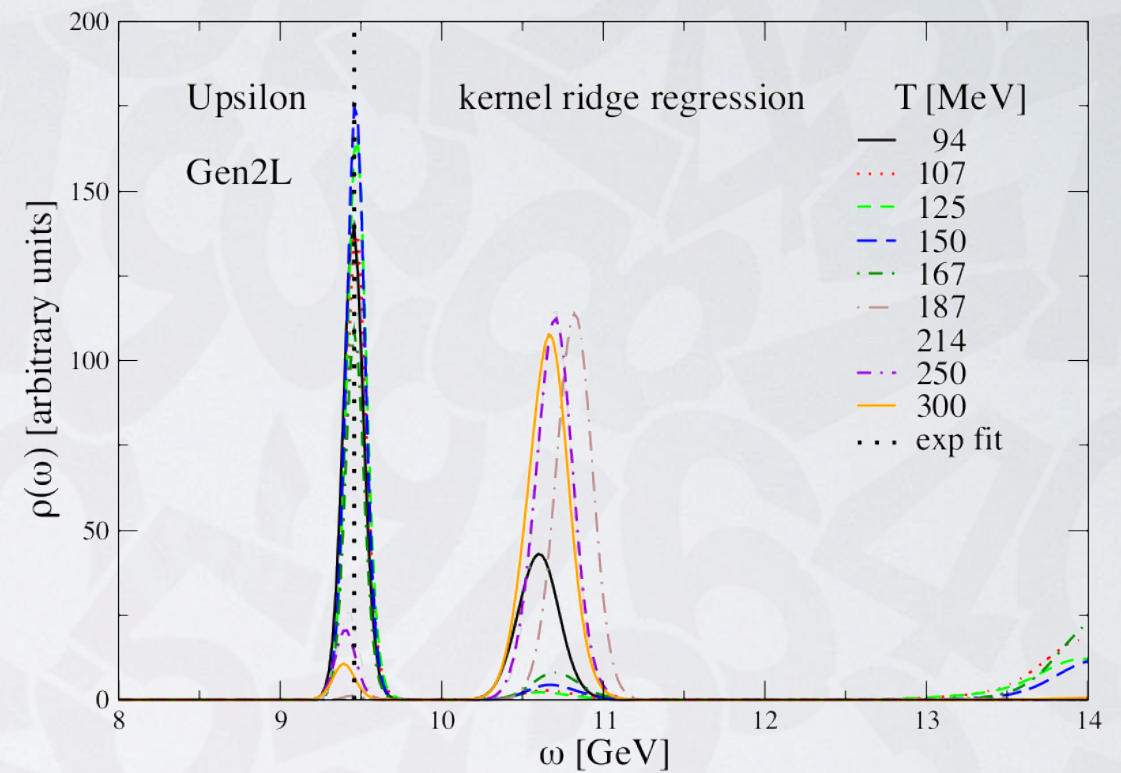 200
150
100
50
0
ρ(ω) [arbitrary units]
Upsilon
kernel ridge regression
Gen2L
T [MeV]
94
107
125
150
167
187
214
250
300
exp fit
8 9 10 11 12 13 14
ω [GeV]